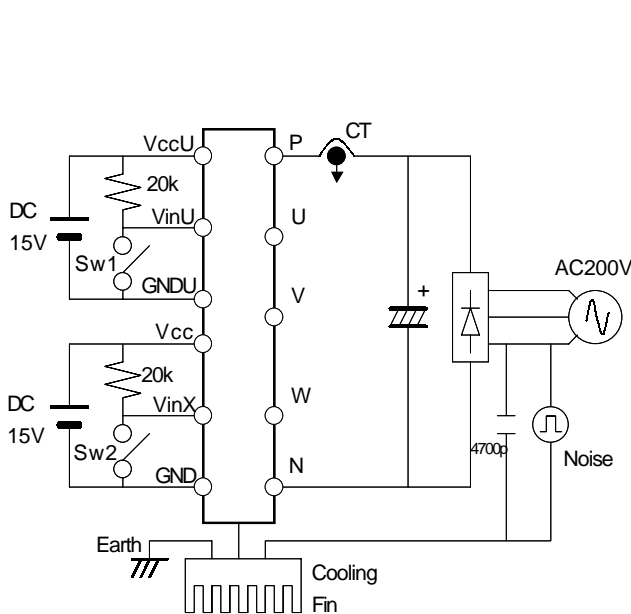 CT
VccU
P
20k
DC
15V
VinU
U
Sw1
AC200V
GNDU
V
+
Vcc
20k
DC
15V
VinX
W
Sw2
4700p
Noise
GND
N
Earth
Cooling
Fin